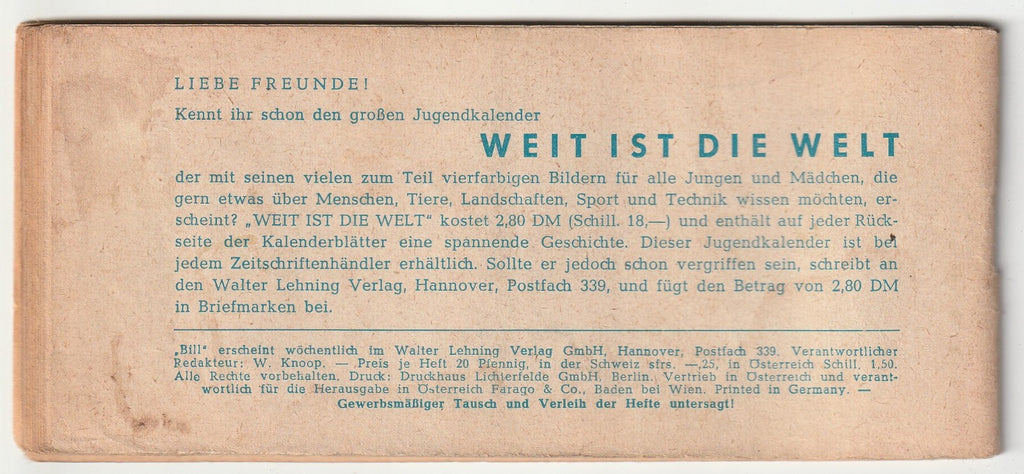 LIEBE FREUNDE!
Kennt ihr schon den großen Jugendkalender
WEIT IST DIE WELT
der mit seinen vielen zum Teil vierfarbigen Bildern für alle Jungen und Mädchen, die
gern etwas über Menschen, Tiere, Landschaften, Sport und Technik wissen möchten, er-
scheint? „WEIT IST DIE WELT" kostet 2,80 DM (Schill. 18,—) und enthält auf jeder Rück-
seite der Kalenderblätter eine spannende Geschichte. Dieser Jugendkalender ist bei
jedem Zeitschriftenhändler erhältlich. Sollte er jedoch schon vergriffen sein, schreibt an
den Walter Lehning Verlag, Hannover, Postfach 339, und fügt den Betrag von 2,80 DM
in Briefmarken bei.
„Bill" erscheint wöchentlich im Walter Lehning Verlag GmbH, Hannover, Postfach 339. Verantwortlicher
Redakteur: W. Knoop. — Preis je Heft 20 Pfennig, in der Schweiz sfrs. —,25, in Österreich Schill. 1.50.
Alle Rechte vorbehalten. Druck: Druckhaus Lichterfelde GmbH, Berlin. Vertrieb in Österreich und verant-
wortlich für die Herausgabe in Österreich Farago & Co., Baden bei Wien. Printed in Germany. —
Gewerbsmäßiger Tausch und Verleih der Hefte untersagt!